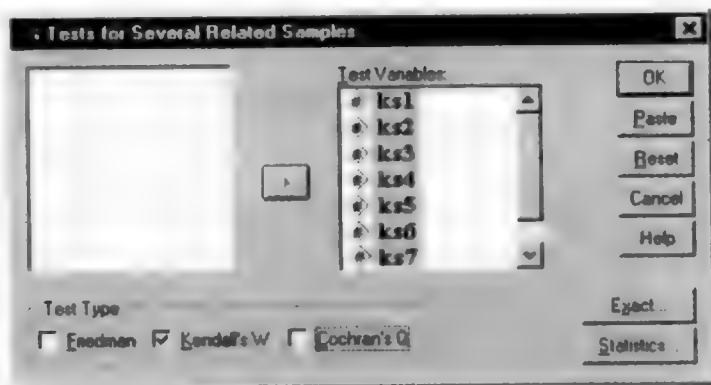 Tests for Several Related Samples
Test Variables:
ks1
ks2
ks3
ks4
ks5
ks6
ks7
OK
Paste
Reset
Cancel
Help
Test Type
Friedman
Kendall's W
Cochran's Q
Exact...
Statistics...